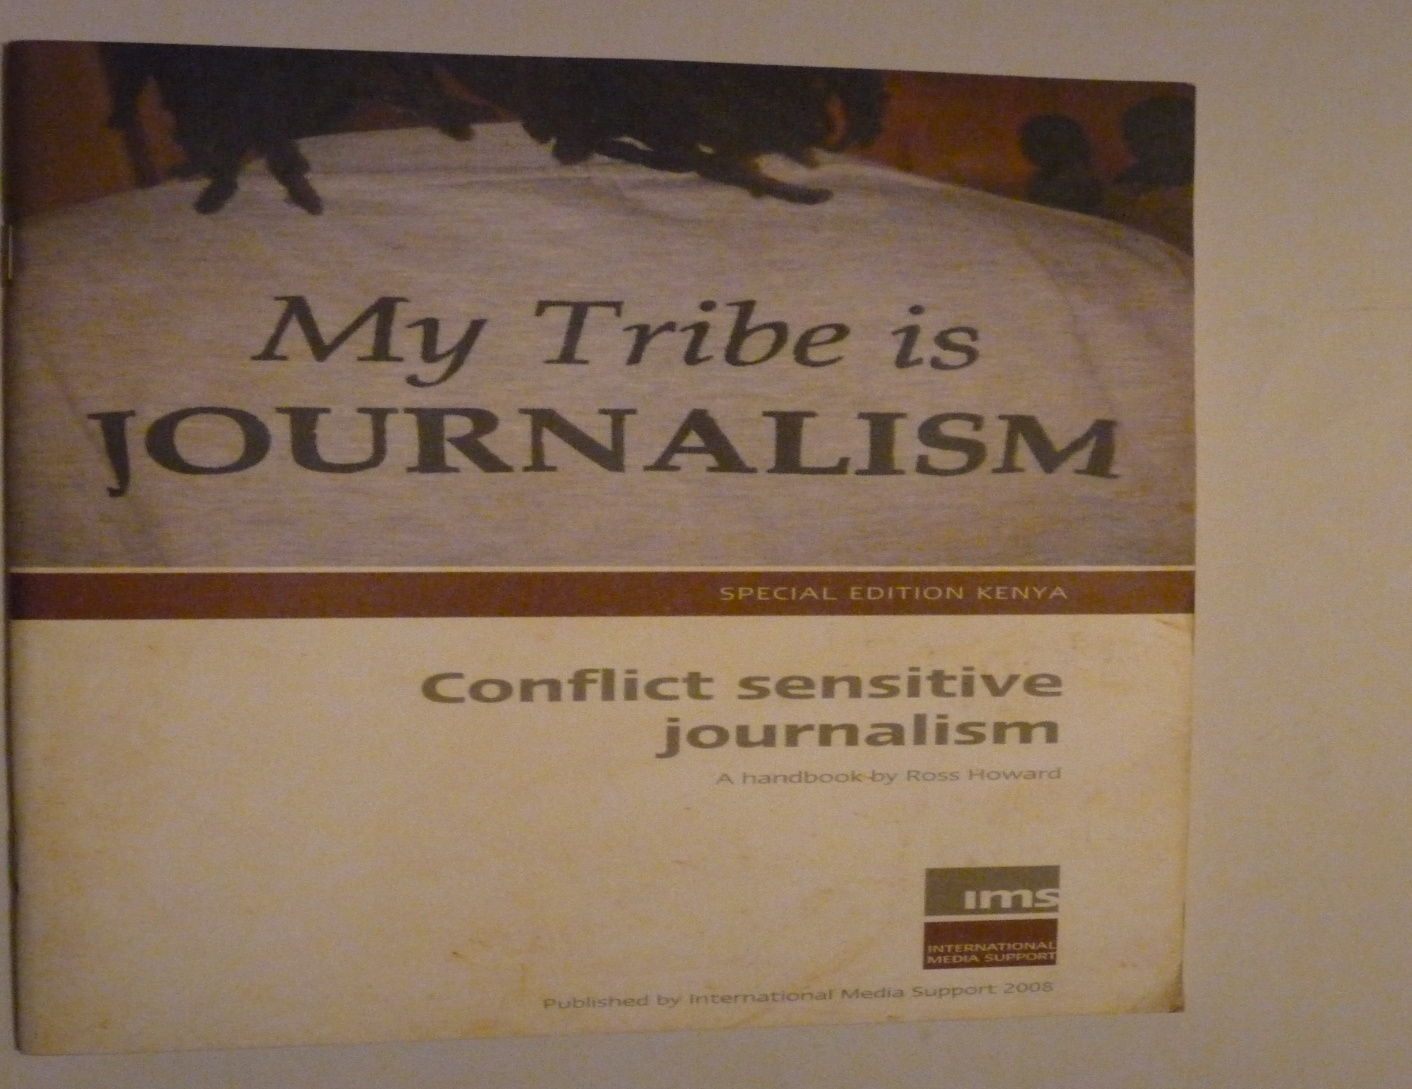 My Tribe is
JOURNALISM
SPECIAL EDITION KENYA
Conflict sensitive
journalism
A handbook by Ross Howard
ims
INTERNATIONAL
MEDIA SUPPORT
Published by International Media Support 2008